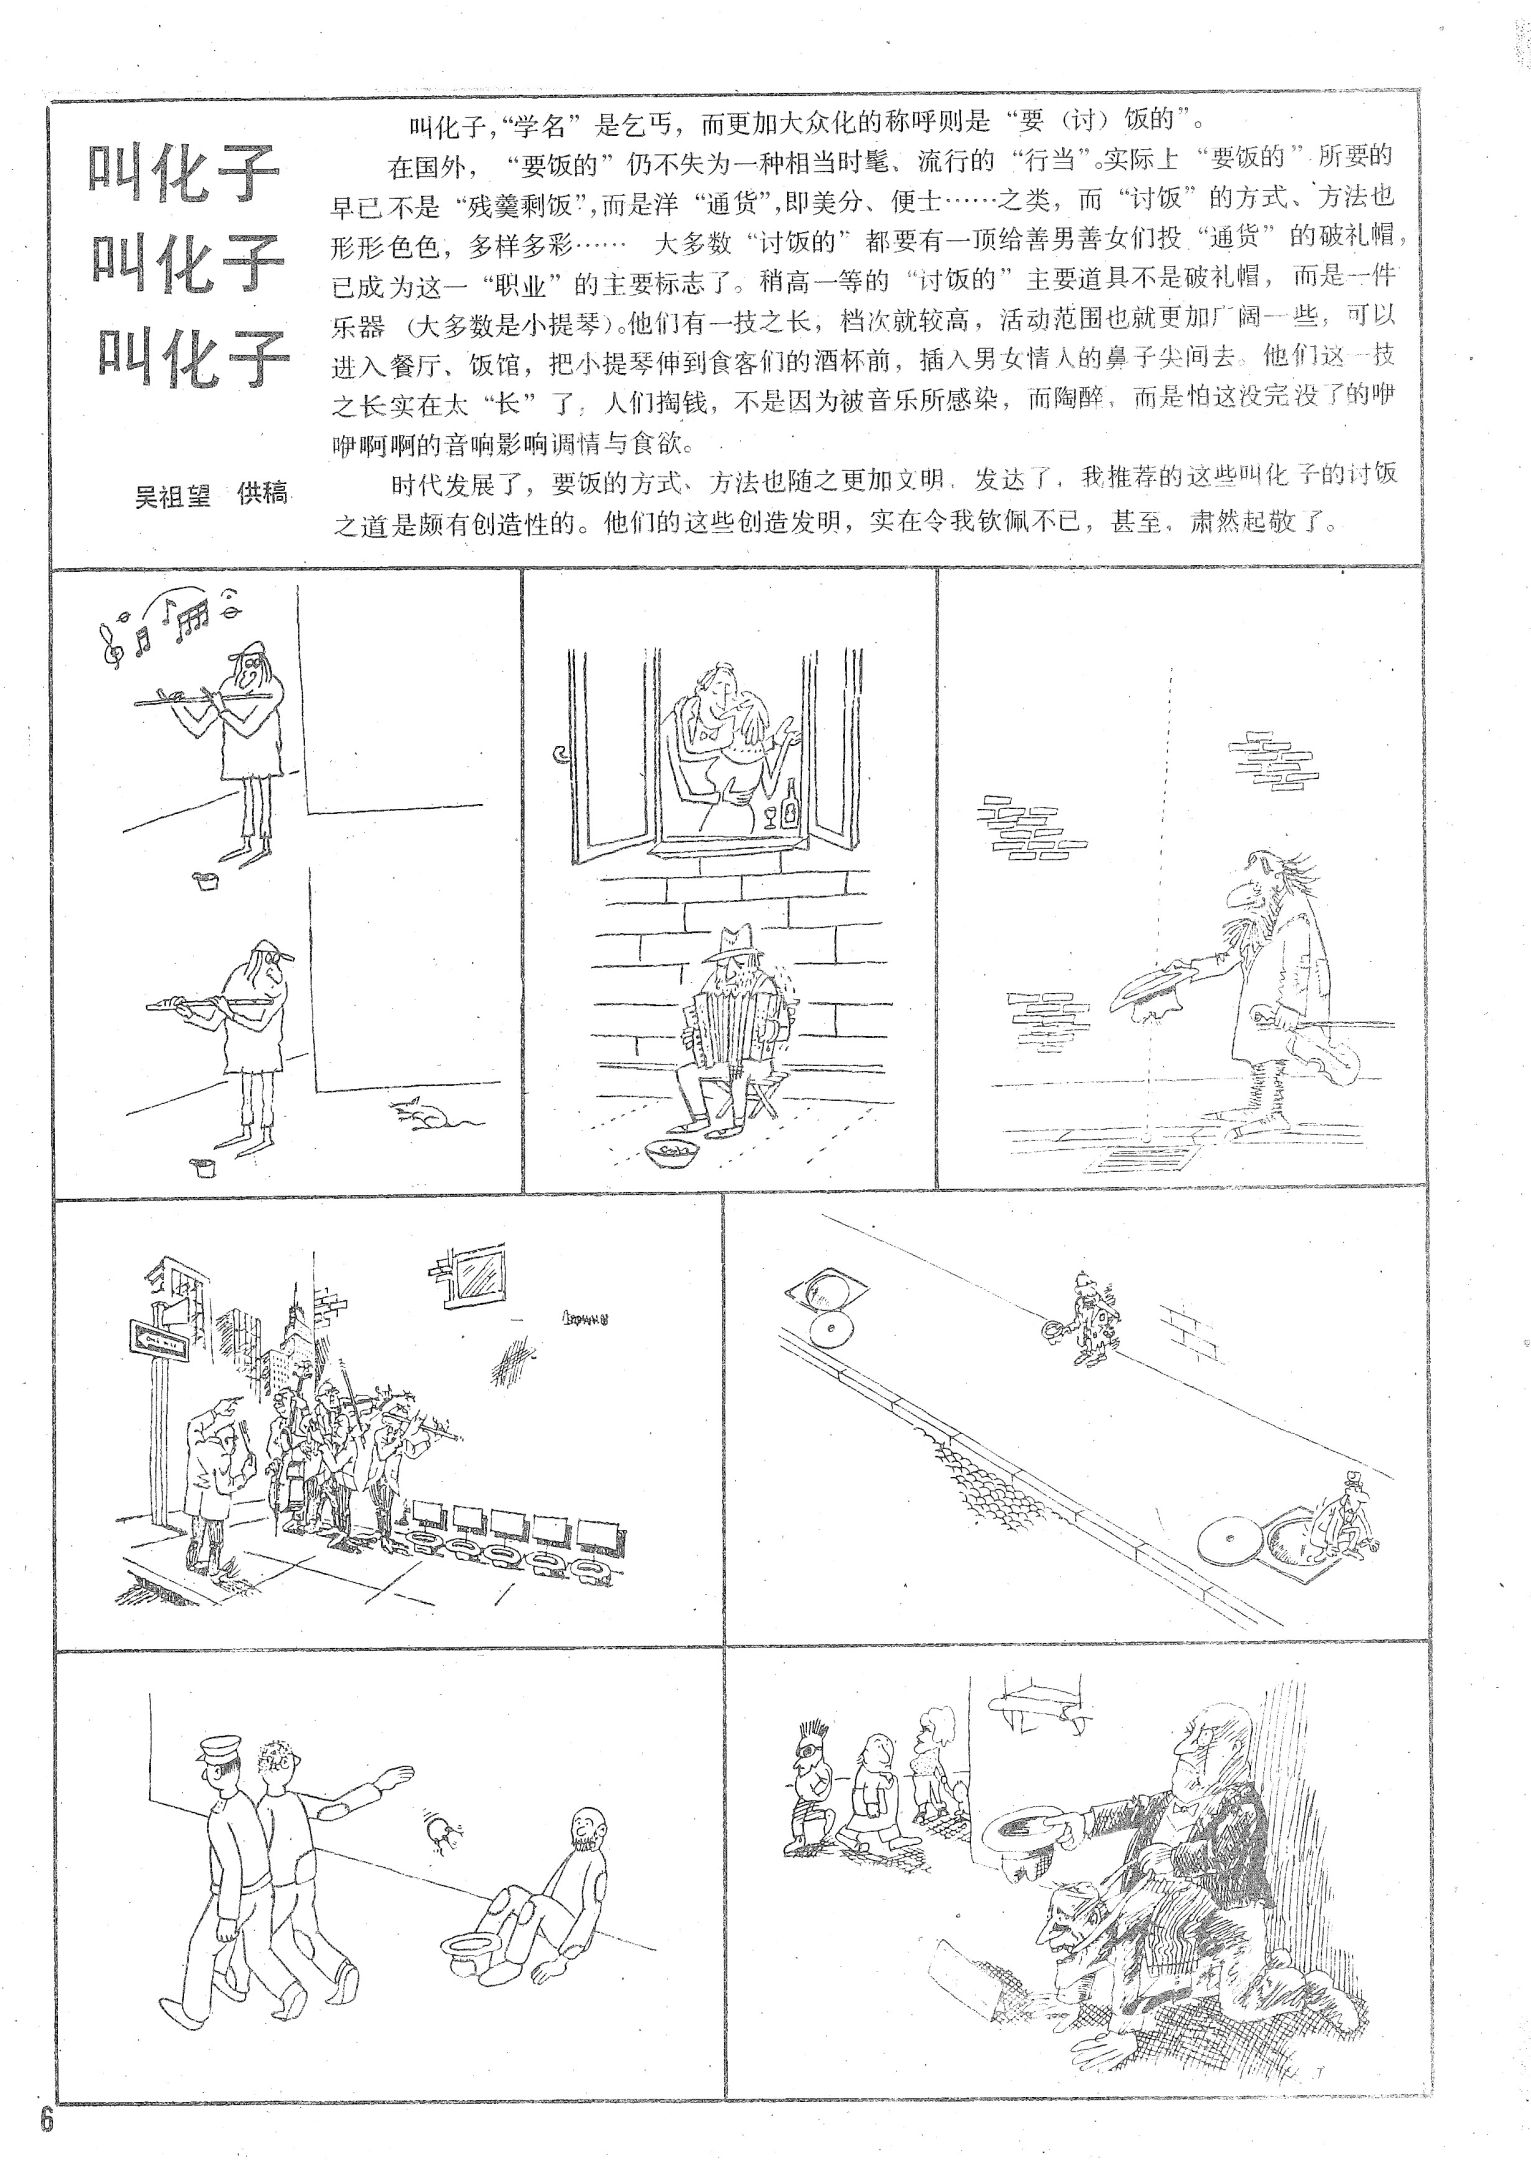 叫化子
叫化子
叫化子
吴祖望 供稿
叫化子，“学名”是乞丐，而更加大众化的称呼则是“要（讨）饭的”。
在国外，“要饭的”仍不失为一种相当时髦、流行的“行当”。实际上“要饭的”所要的
早已不是“残羹剩饭”，而是洋“通货”，即美分、便士……之类，而“讨饭”的方式、方法也
形形色色，多样多彩…… 大多数“讨饭的”都要有一顶给善男善女们投“通货”的破礼帽，
已成为这一“职业”的主要标志了。稍高一等的“讨饭的”主要道具不是破礼帽，而是一件
乐器（大多数是小提琴）。他们有一技之长，档次就较高，活动范围也就更加广阔一些，可以
进入餐厅、饭馆，把小提琴伸到食客们的酒杯前，插入男女情人的鼻子尖间去。他们这一技
之长实在太“长”了，人们掏钱，不是因为被音乐所感染，而陶醉，而是怕这没完没了的咿
咿啊啊的音响影响调情与食欲。
时代发展了，要饭的方式、方法也随之更加文明、发达了，我推荐的这些叫化子的讨饭
之道是颇有创造性的。他们的这些创造发明，实在令我钦佩不已，甚至，肃然起敬了。
6